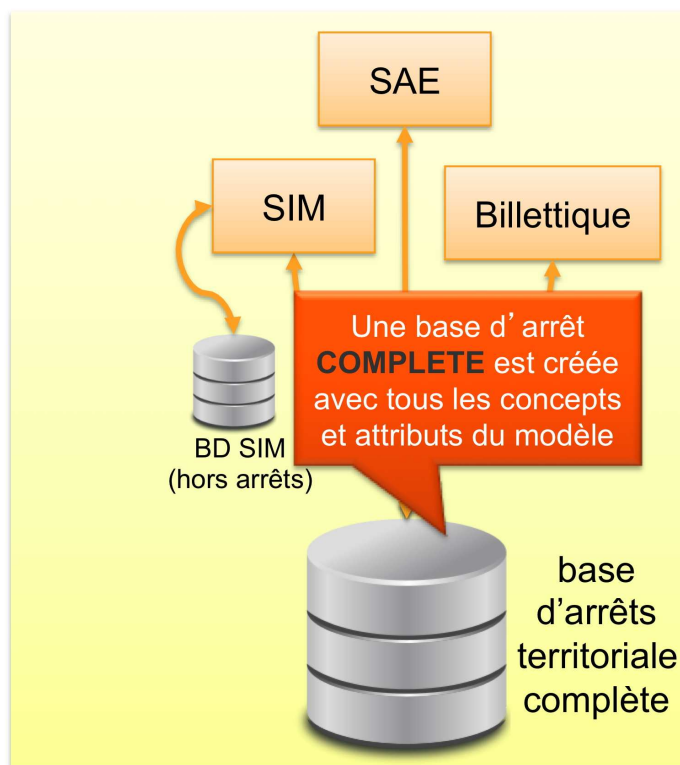 SAE
SIM
Billettique
Une base d’arrêt
COMPLETE est créée
avec tous les concepts
et attributs du modèle
BD SIM
(hors arrêts)
base
d’arrêts
territoriale
complète